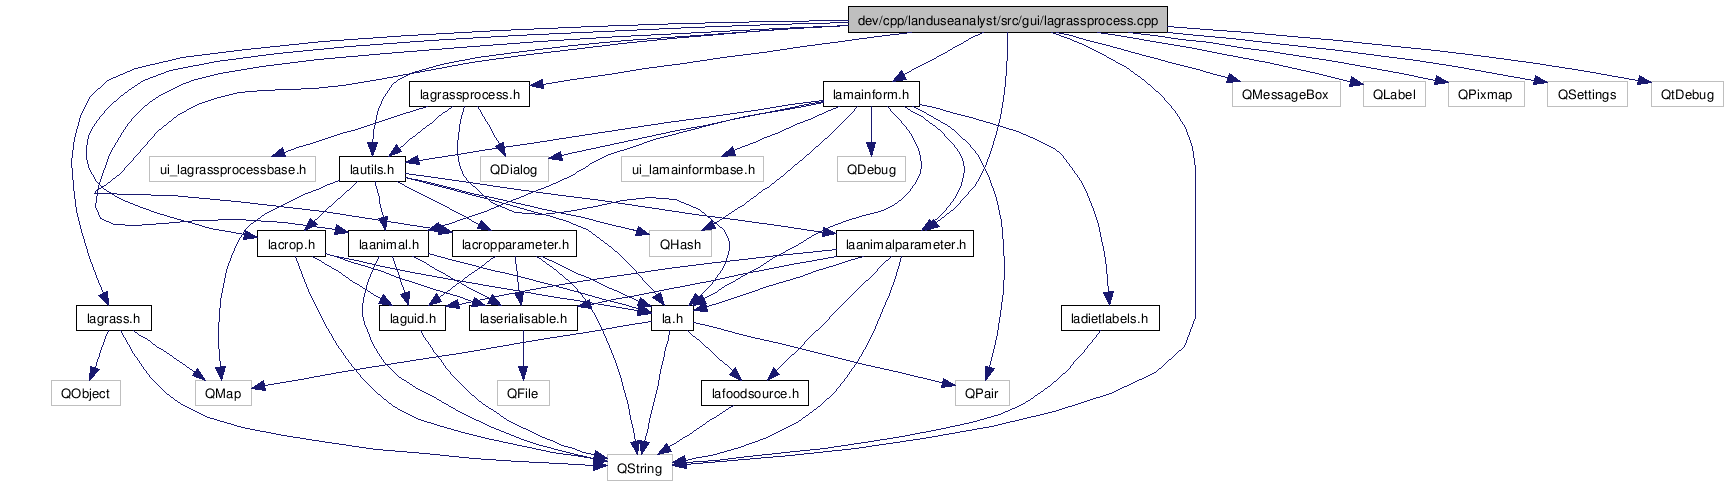 dev/cpp/landuseanalyst/src/gui/lagrassprocess.cpp
lagrassprocess.h
lamainform.h
QMessageBox
QLabel
QPixmap
QSettings
QtDebug
ui_lagrassprocessbase.h
lautils.h
QDialog
ui_lamainformbase.h
QDebug
lacrop.h
laanimal.h
lacropparameter.h
QHash
laanimalparameter.h
lagrass.h
laguid.h
laserialisable.h
la.h
ladietlabels.h
QObject
QMap
QFile
lafoodsource.h
QPair
QString